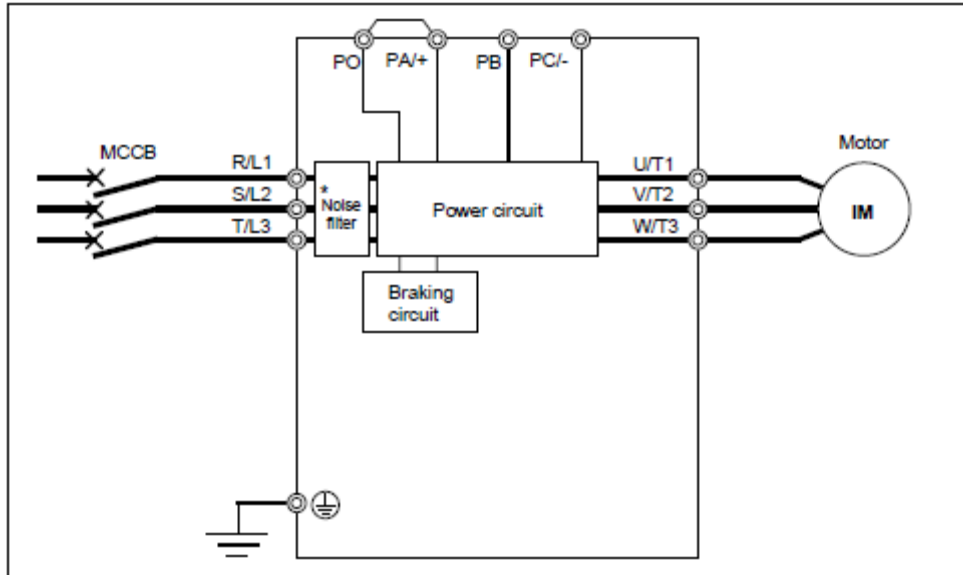 PO PA/+ PB PC/-
MCCB
R/L1
S/L2
T/L3
*
Noise
filter
Power circuit
U/T1
V/T2
W/T3
Motor
IM
Braking
circuit